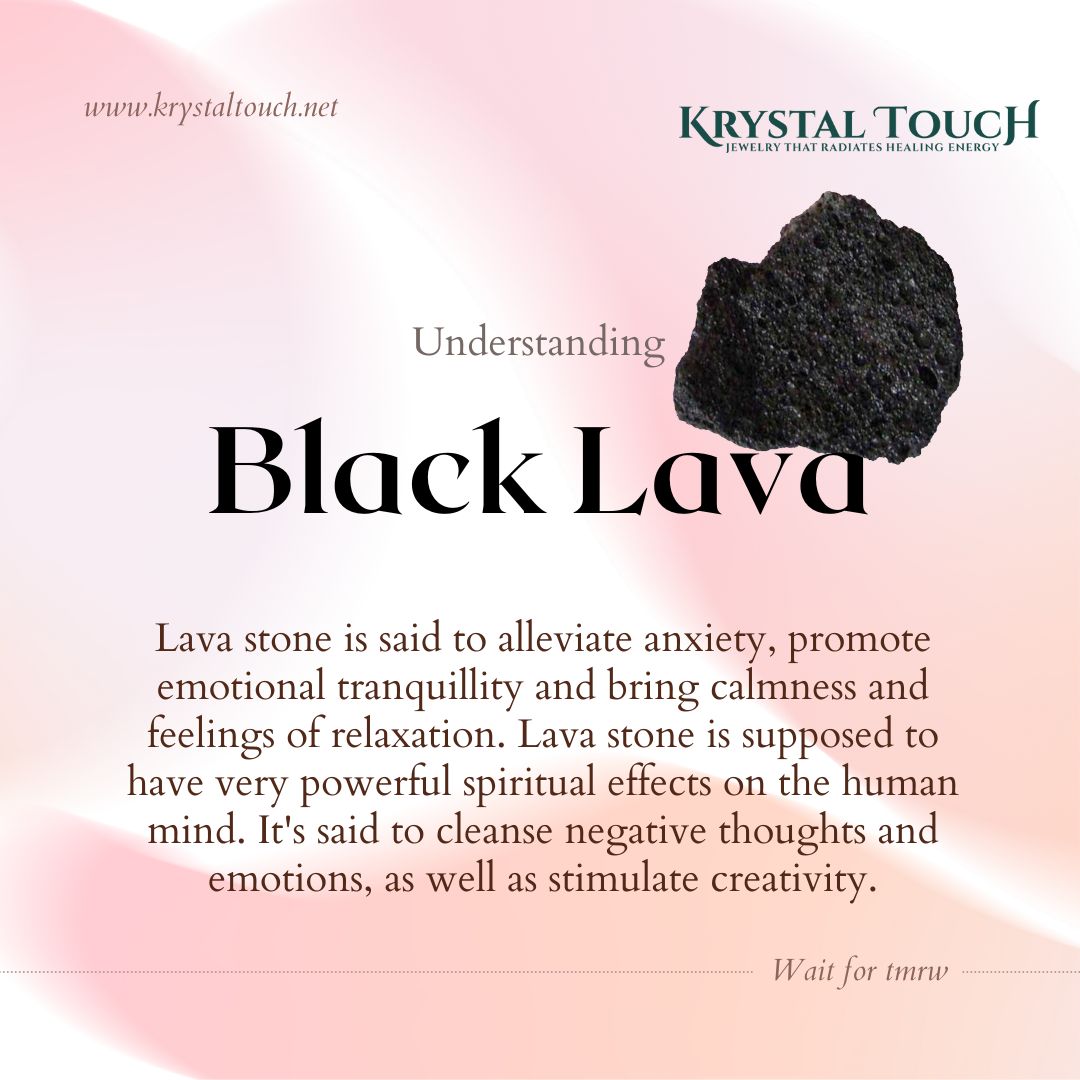 www.krystaltouch.net
KRYSTAL TOUCH
JEWELRY THAT RADIATES HEALING ENERGY
Understanding
Black Lava
Lava stone is said to alleviate anxiety, promote
emotional tranquillity and bring calmness and
feelings of relaxation. Lava stone is supposed to
have very powerful spiritual effects on the human
mind. It's said to cleanse negative thoughts and
emotions, as well as stimulate creativity.
Wait for tmrw